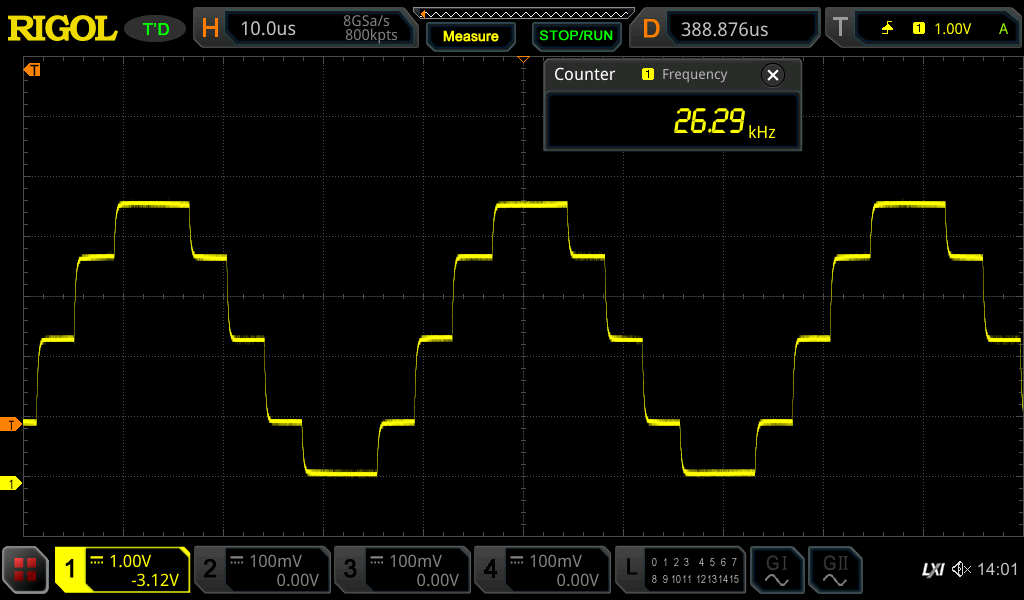 RIGOL T'D H 10.0us 8GSa/s 800kpts Measure STOP/RUN D 388.876us T 1 1.00V A
T
Counter 1 Frequency
26.29 kHz
T
1
1 1.00V -3.12V
2 100mV 0.00V
3 100mV 0.00V
4 100mV 0.00V
L 0 1 2 3 4 5 6 7
8 9 10 11 12 13 14 15
GI GII
LXI 14:01